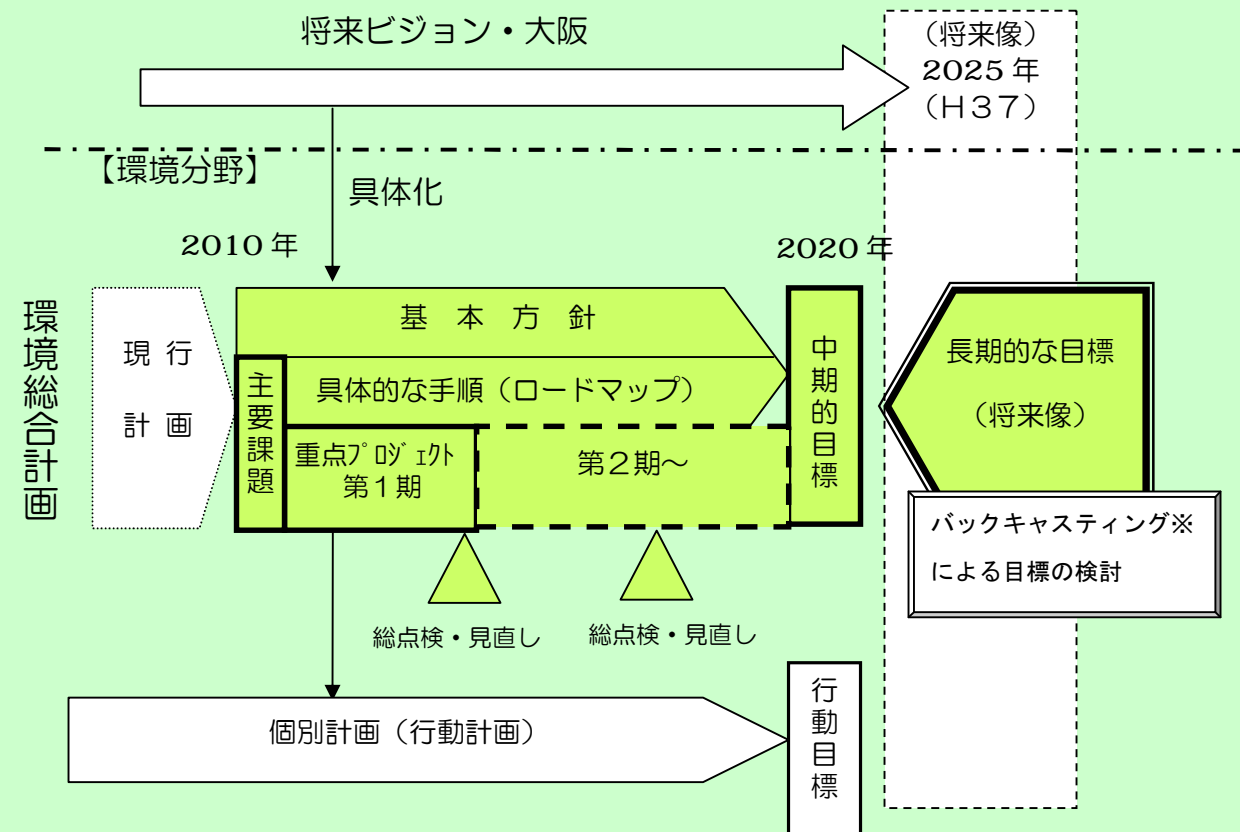 将来ビジョン・大阪
（将来像）
2025年
（H37）
【環境分野】
具体化
2010年
2020年
環境総合計画
現行
計画
基本方針
主要課題
具体的な手順（ロードマップ）
重点ﾌﾟﾛｼﾞｪｸﾄ
第１期
第２期～
中期的目標
長期的な目標
（将来像）
バックキャスティング※
による目標の検討
総点検・見直し
総点検・見直し
個別計画（行動計画）
行動目標